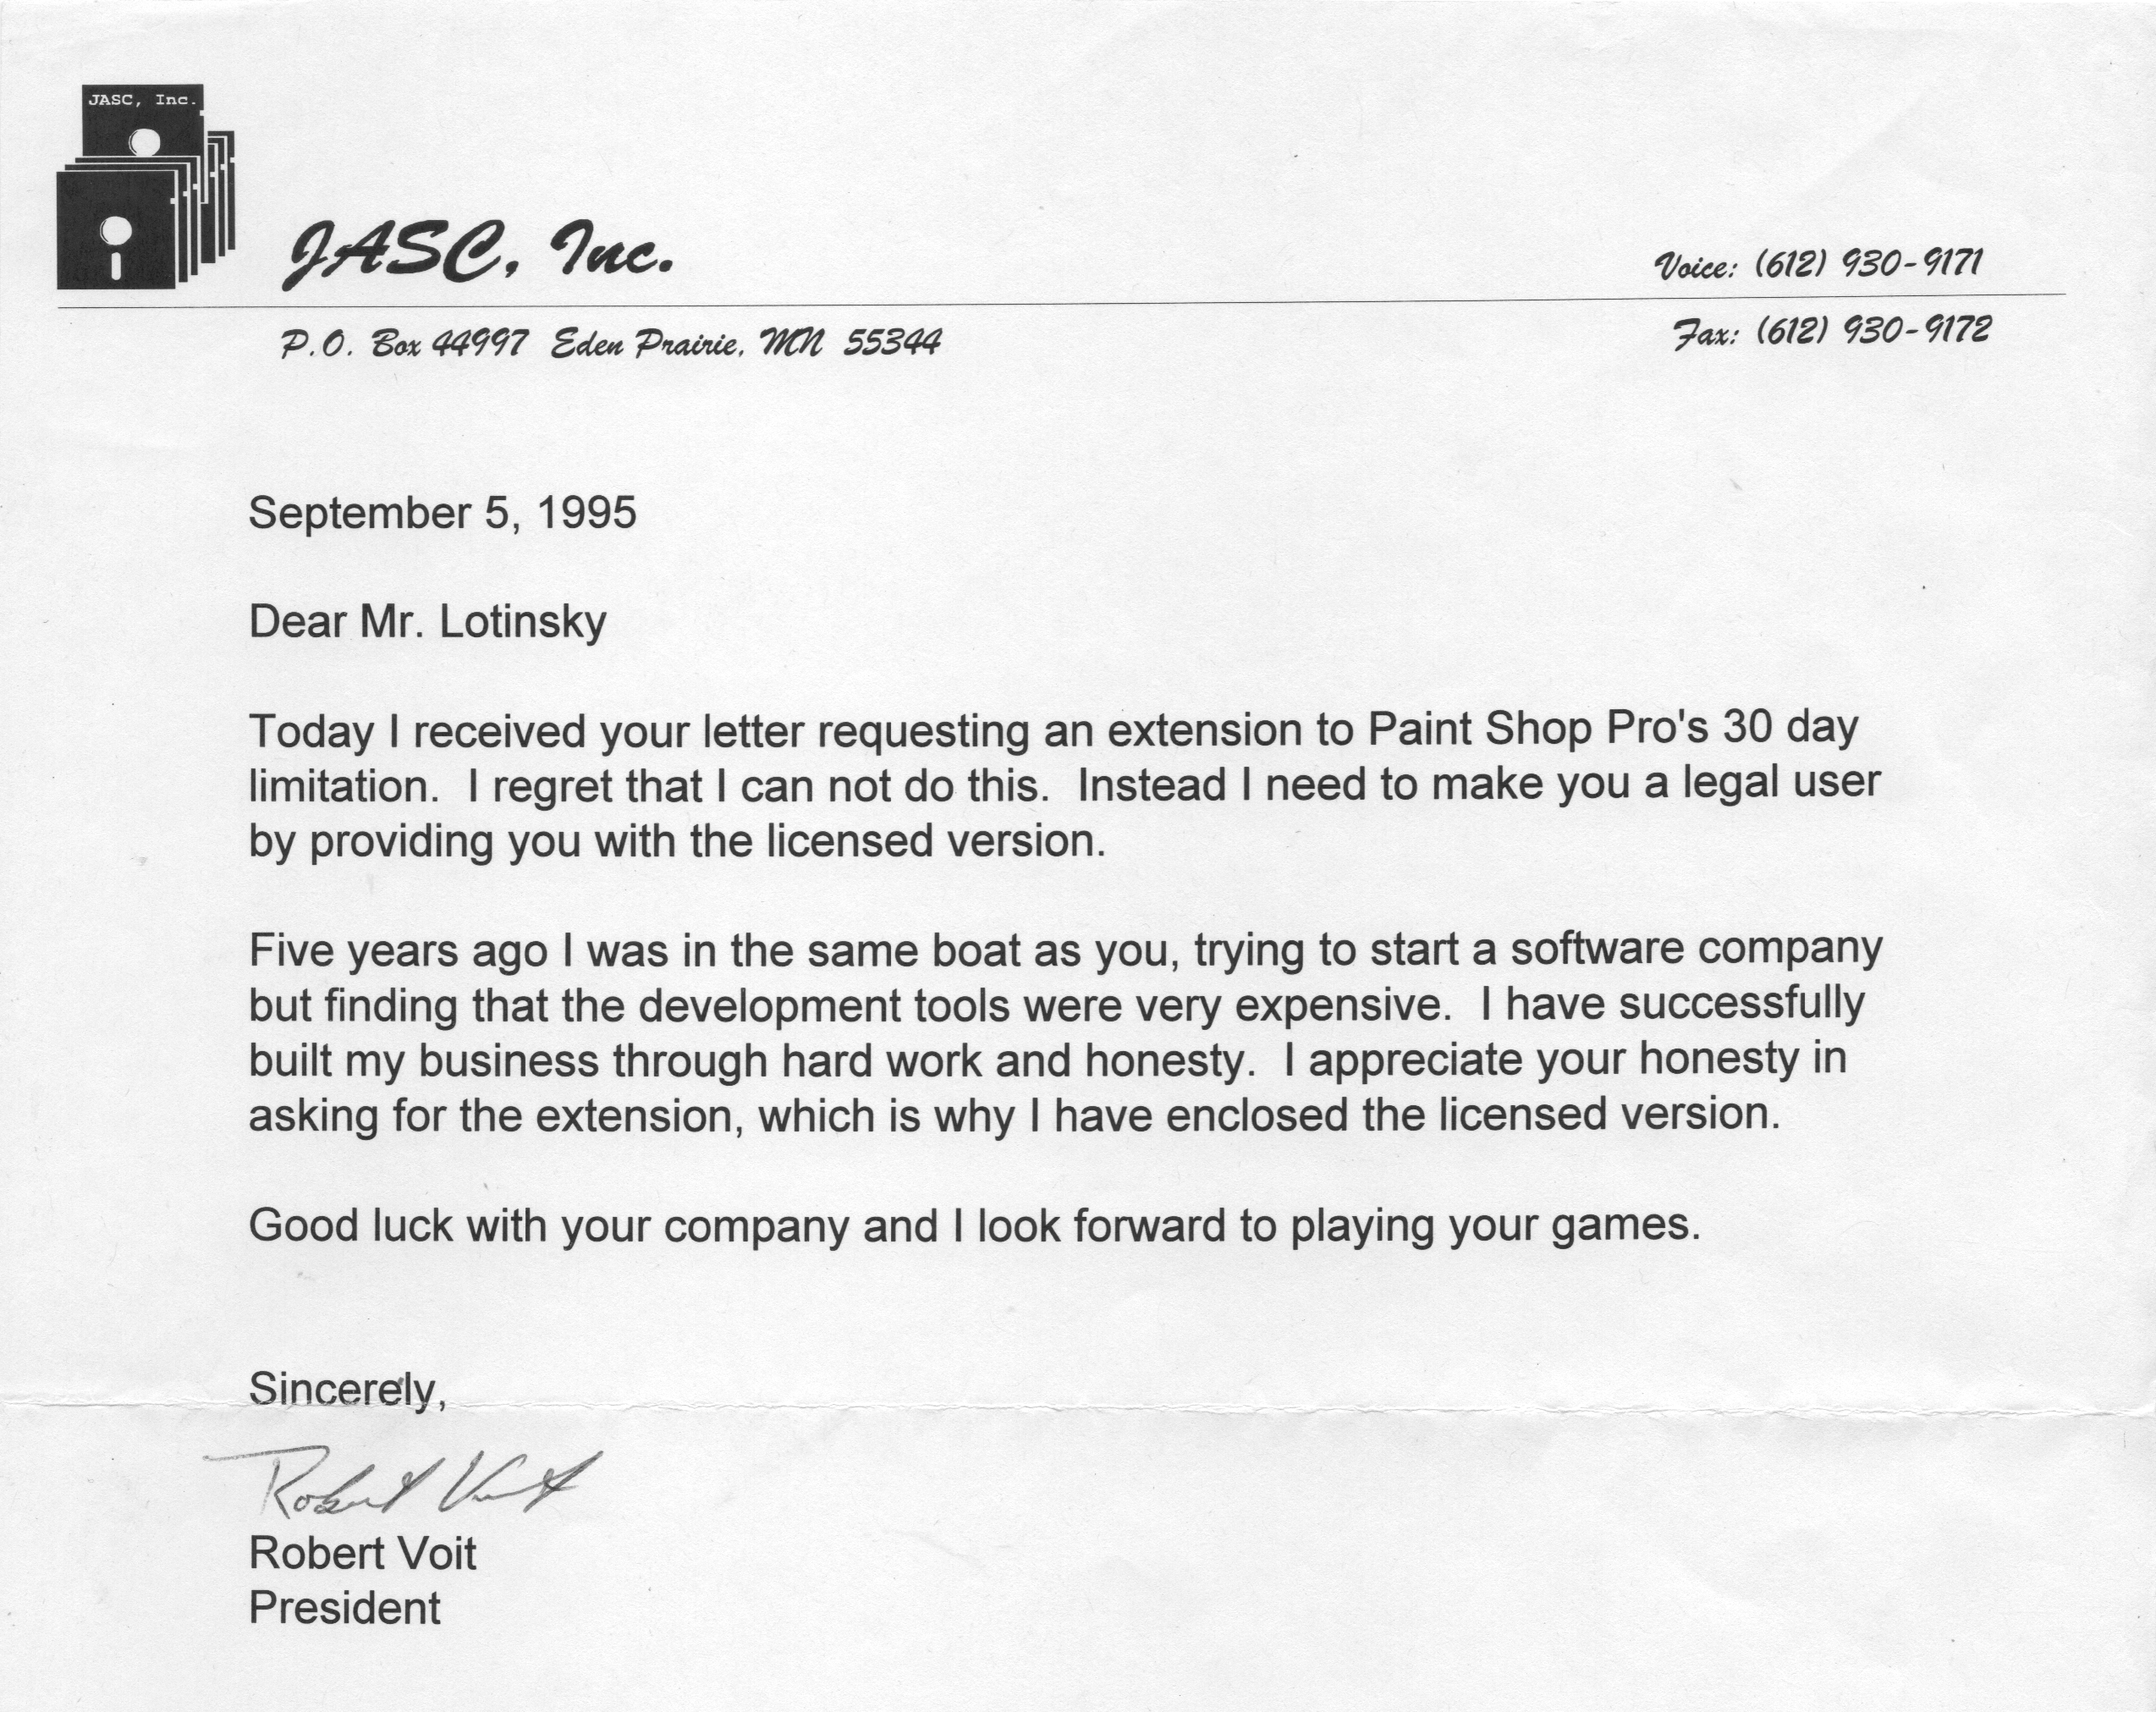 JASC, Inc.
JASC, Inc.
Voice: (612) 930-9171
P.O. Box 44997 Eden Prairie, MN 55344
Fax: (612) 930-9172
September 5, 1995
Dear Mr. Lotinsky
Today I received your letter requesting an extension to Paint Shop Pro's 30 day
limitation.  I regret that I can not do this.  Instead I need to make you a legal user
by providing you with the licensed version.
Five years ago I was in the same boat as you, trying to start a software company
but finding that the development tools were very expensive.  I have successfully
built my business through hard work and honesty.  I appreciate your honesty in
asking for the extension, which is why I have enclosed the licensed version.
Good luck with your company and I look forward to playing your games.
Sincerely,
Robert Voit
Robert Voit
President